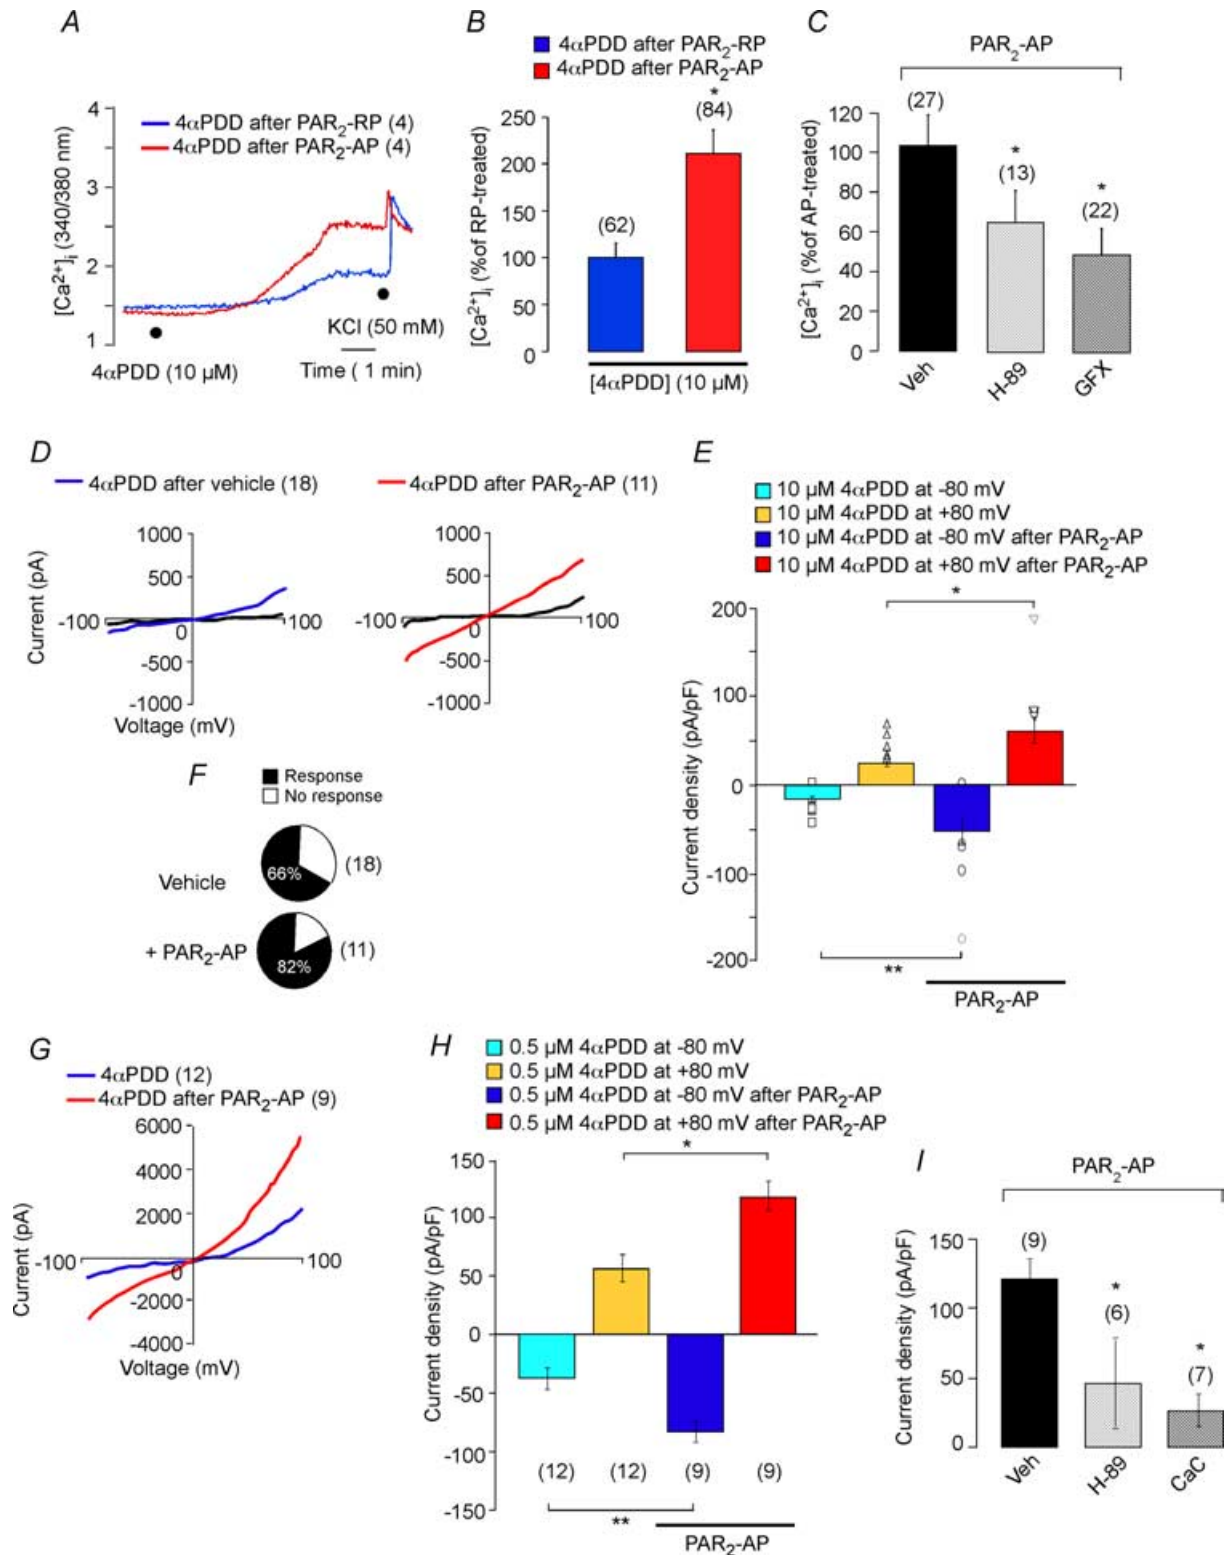 A
4αPDD after PAR2-RP (4)
4αPDD after PAR2-AP (4)
[Ca2+]i (340/380 nm)
4
3
2
1
KCl (50 mM)
4αPDD (10 µM)
Time ( 1 min)
B
4αPDD after PAR2-RP
4αPDD after PAR2-AP
[Ca2+]i (%of RP-treated)
250
200
150
100
50
0
(62)
*
(84)
[4αPDD] (10 µM)
C
PAR2-AP
[Ca2+]i (%of AP-treated)
120
100
80
60
40
20
0
(27)
*
(13)
*
(22)
Veh
H-89
GFX
D
4αPDD after vehicle (18)
4αPDD after PAR2-AP (11)
Current (pA)
1000
500
-100
0
100
-500
-1000
Voltage (mV)
1000
500
-100
0
100
-500
-1000
E
10 µM 4αPDD at -80 mV
10 µM 4αPDD at +80 mV
10 µM 4αPDD at -80 mV after PAR2-AP
10 µM 4αPDD at +80 mV after PAR2-AP
Current density (pA/pF)
200
100
0
-100
-200
*
**
PAR2-AP
F
Response
No response
Vehicle
66%
(18)
+ PAR2-AP
82%
(11)
G
4αPDD (12)
4αPDD after PAR2-AP (9)
Current (pA)
6000
4000
2000
-100
0
100
-2000
-4000
Voltage (mV)
H
0.5 µM 4αPDD at -80 mV
0.5 µM 4αPDD at +80 mV
0.5 µM 4αPDD at -80 mV after PAR2-AP
0.5 µM 4αPDD at +80 mV after PAR2-AP
Current density (pA/pF)
150
100
50
0
-50
-100
-150
*
(12)
(12)
(9)
(9)
**
PAR2-AP
I
PAR2-AP
Current density (pA/pF)
150
100
50
0
(9)
*
(6)
*
(7)
Veh
H-89
CaC